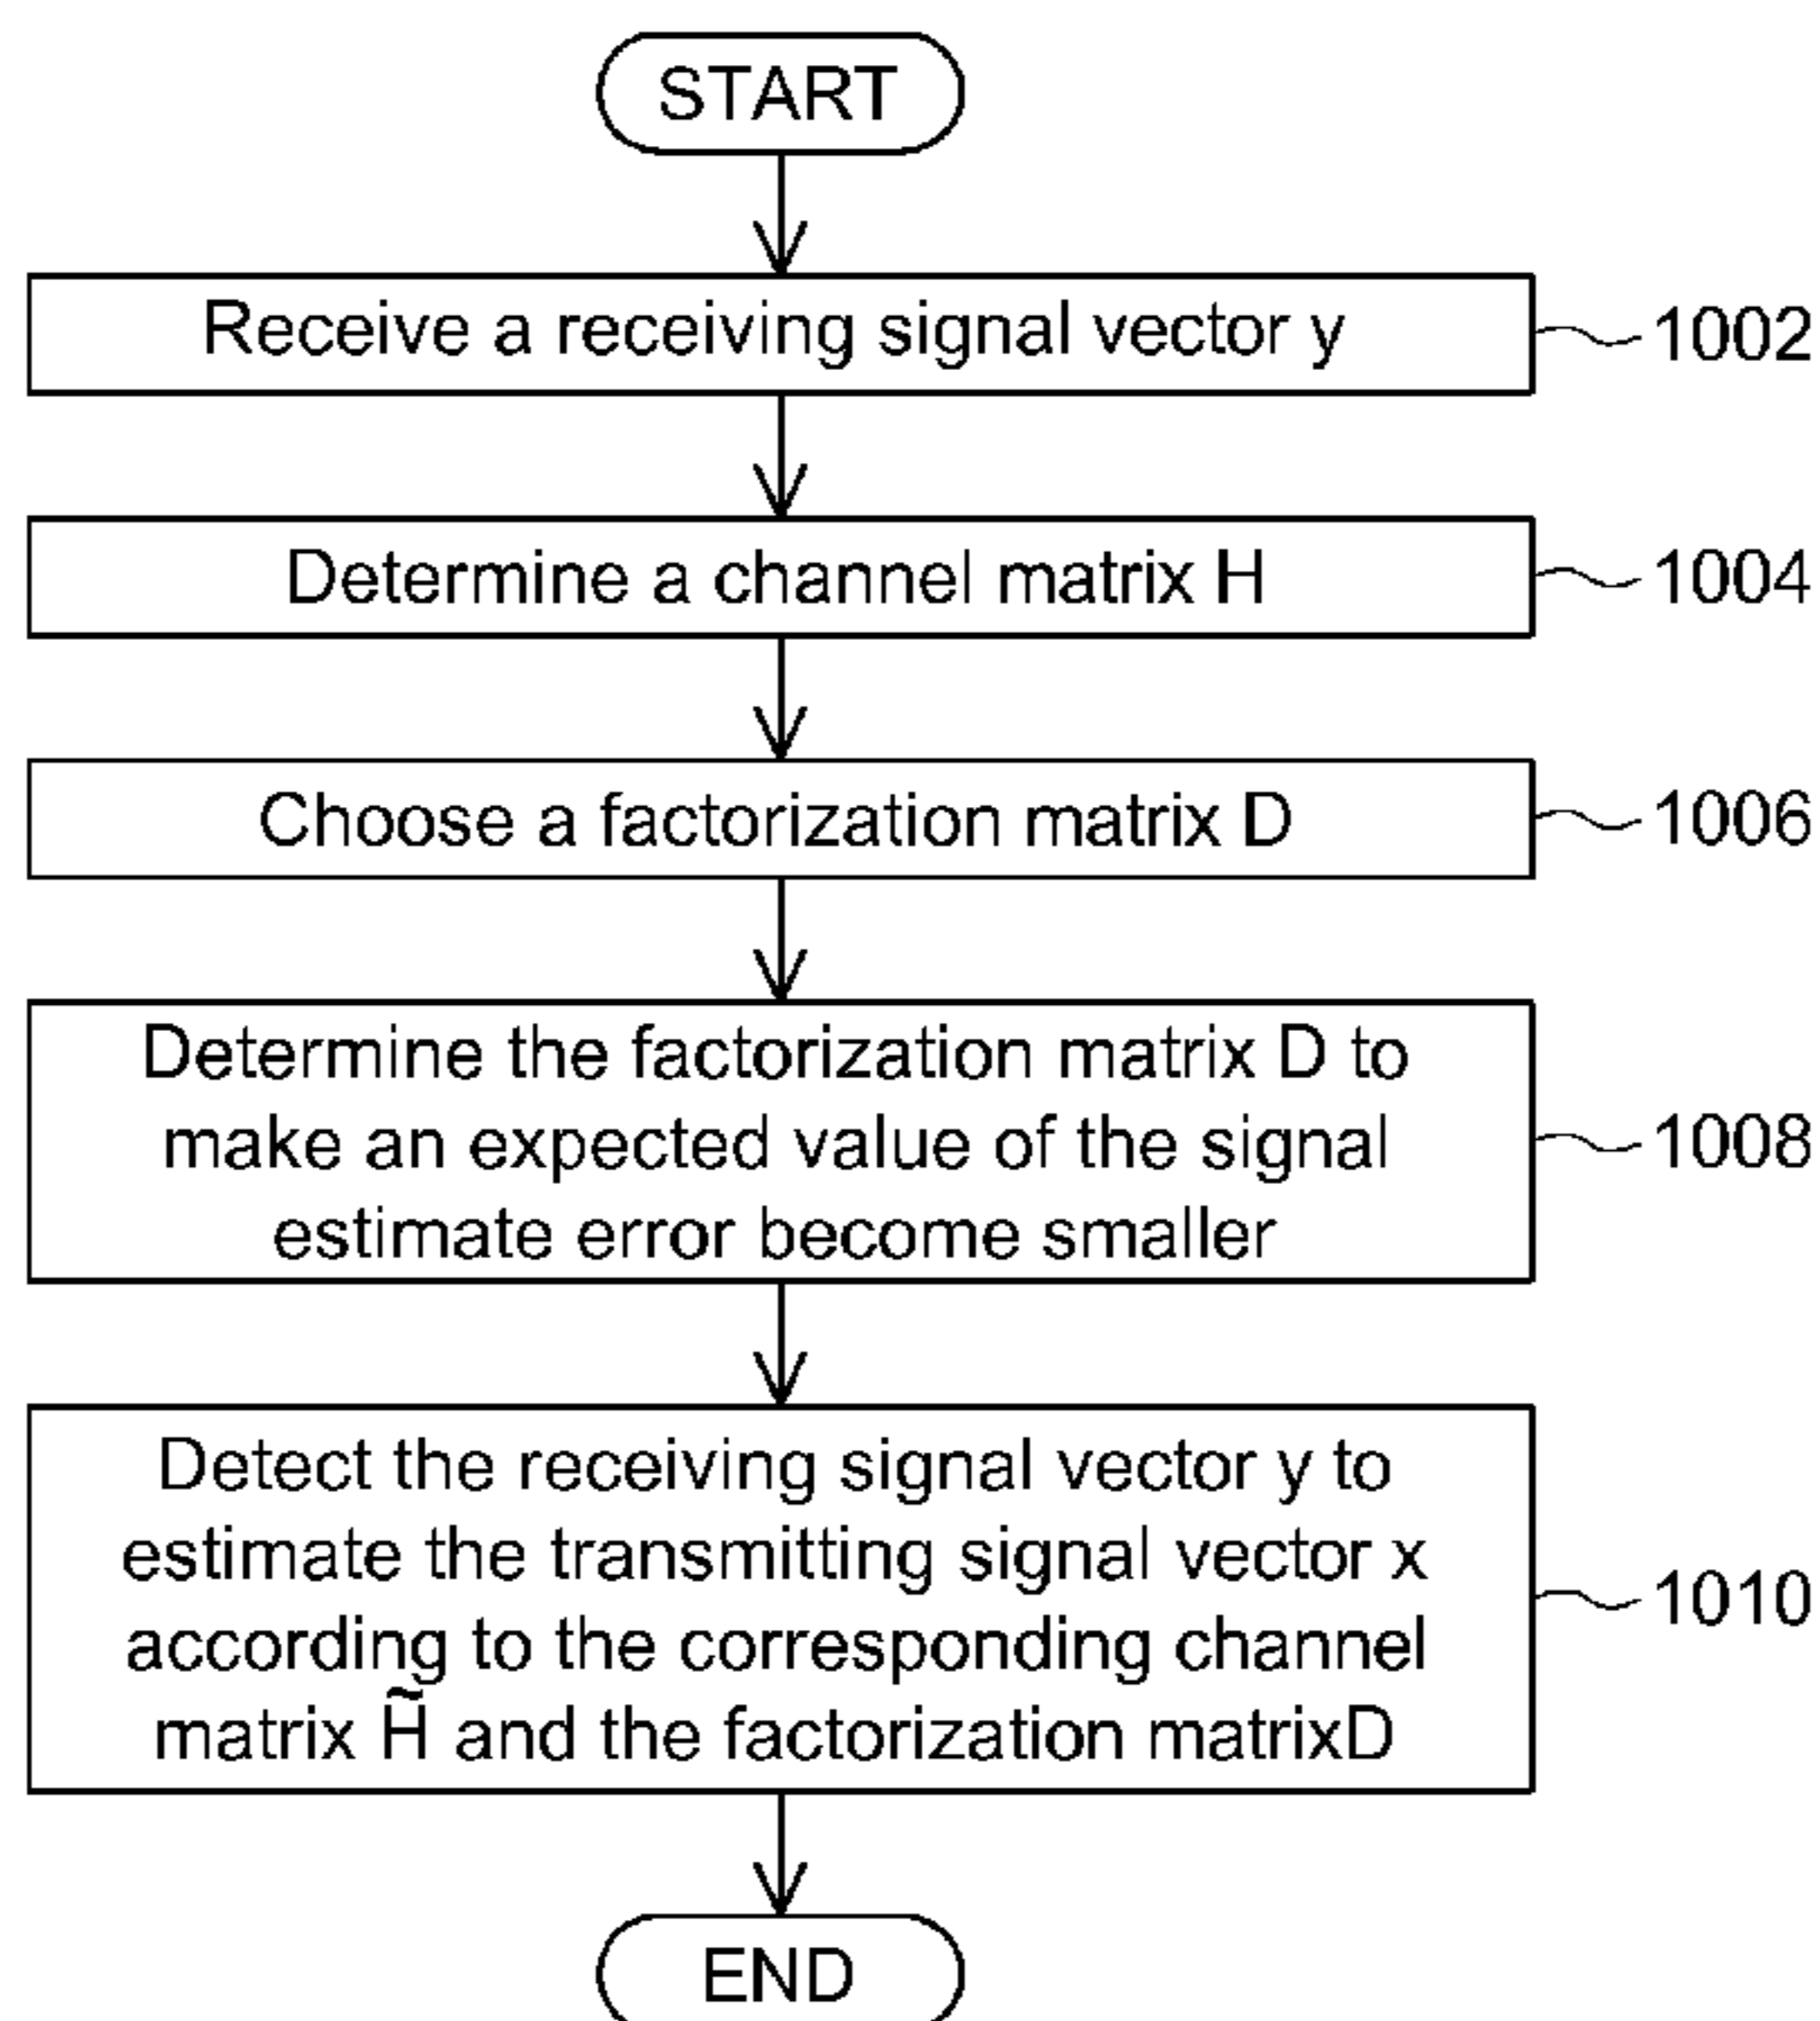 START
Receive a receiving signal vector y
1002
Determine a channel matrix H
1004
Choose a factorization matrix D
1006
Determine the factorization matrix D to
make an expected value of the signal
estimate error become smaller
1008
Detect the receiving signal vector y to
estimate the transmitting signal vector x
according to the corresponding channel
matrix H̃ and the factorization matrixD
1010
END